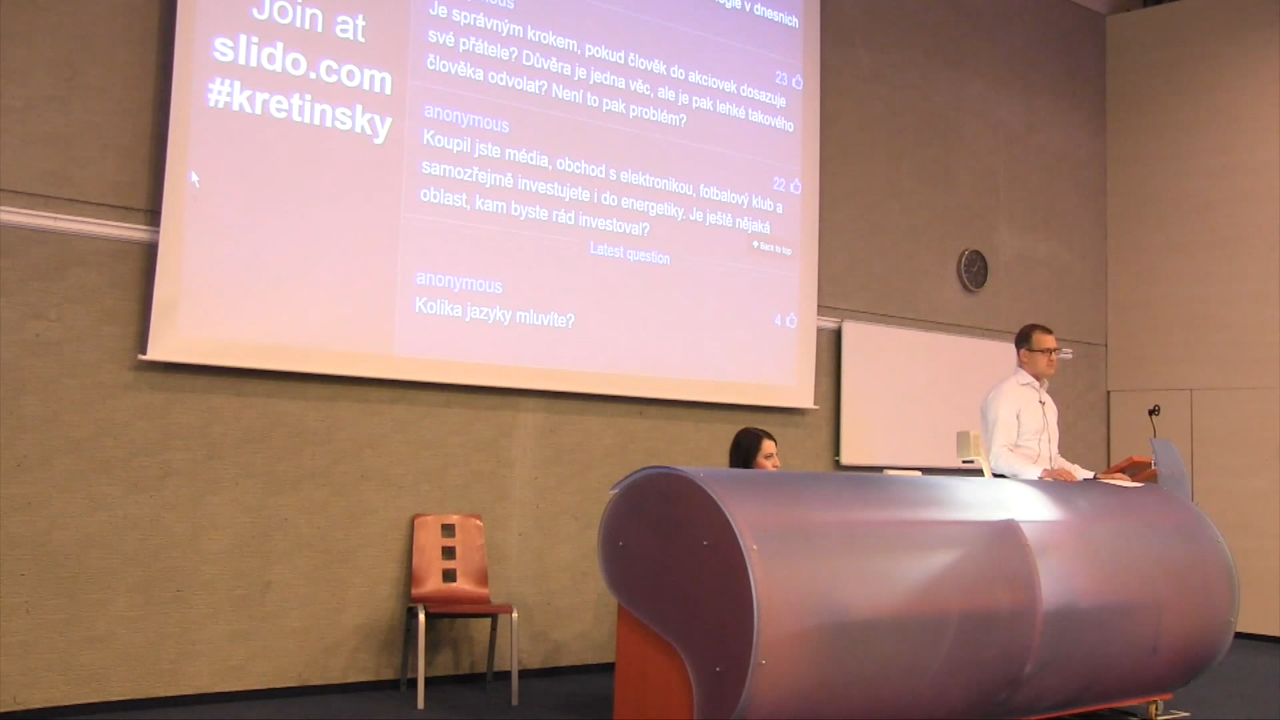 Join at
slido.com
#kretinsky
v dnesnich
Je správným krokem, pokud člověk do akciovek dosazuje
své přátele? Důvěra je jedna věc, ale je pak lehké takového
člověka odvolat? Není to pak problém?
23
anonymous
Koupil jste média, obchod s elektronikou, fotbalový klub a
samozřejmě investujete i do energetiky. Je ještě nějaká
oblast, kam byste rád investoval?
22
Back to top
Latest question
anonymous
Kolika jazyky mluvíte?
4